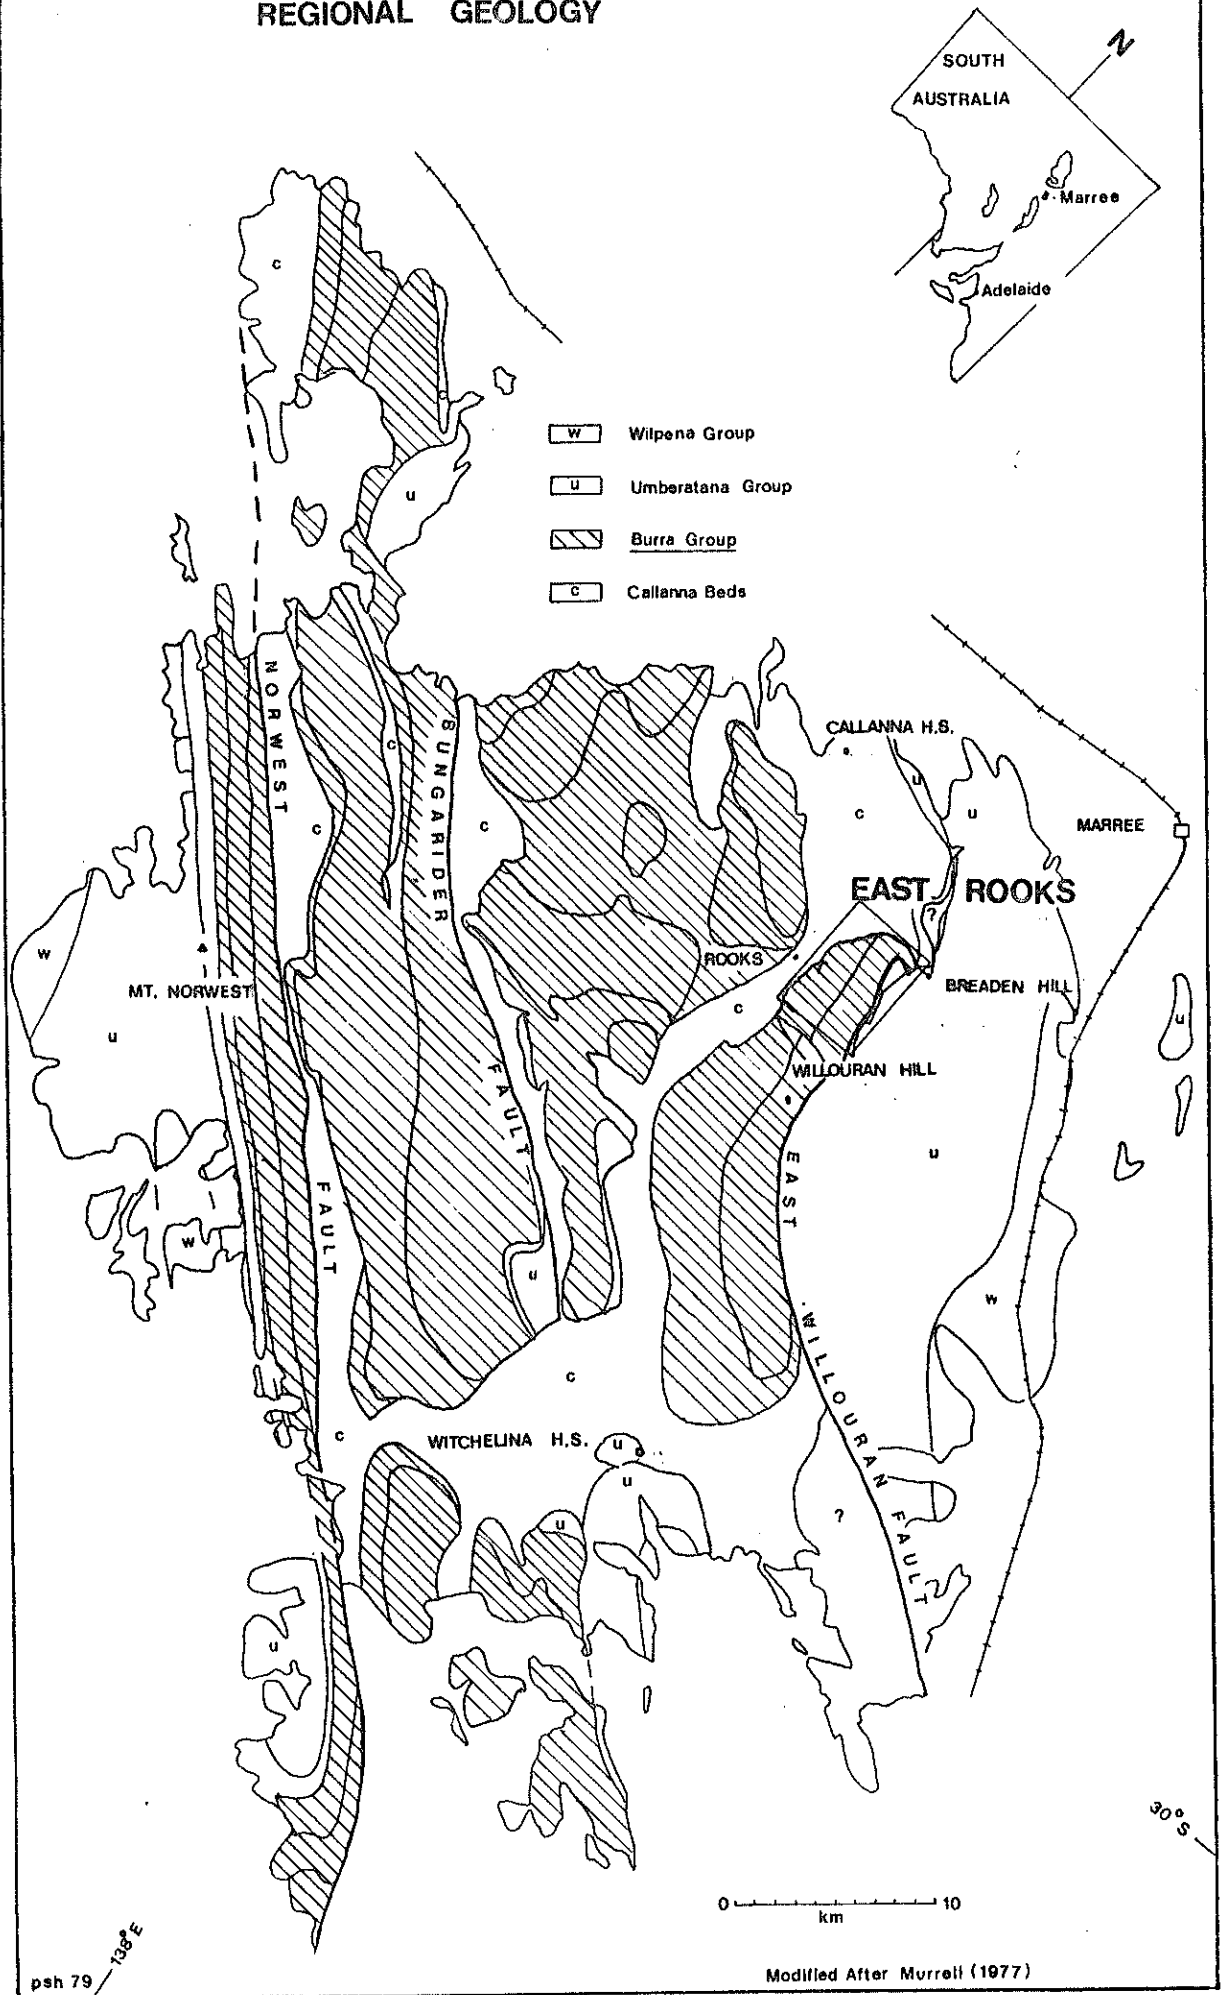 REGIONAL GEOLOGY
N
SOUTH
AUSTRALIA
Marree
Adelaide
c
c
w Wilpena Group
u
u Umberatana Group
Burra Group
c Callanna Beds
NORWEST
BUNGARIDER
c
CALLANNA H.S.
u
c
c
c
u
MARREE
EAST ROOKS
?
w
ROOKS
MT. NORWEST
BREADEN HILL
c
u
u
WILLOURAN HILL
FAULT
EAST
u
FAULT
w
u
w
WILLOURAN
c
c
WITCHELINA H.S.
u
u
u
?
FAULT
u
30°S
0 10
km
138°E
psh 79
Modified After Murrell (1977)